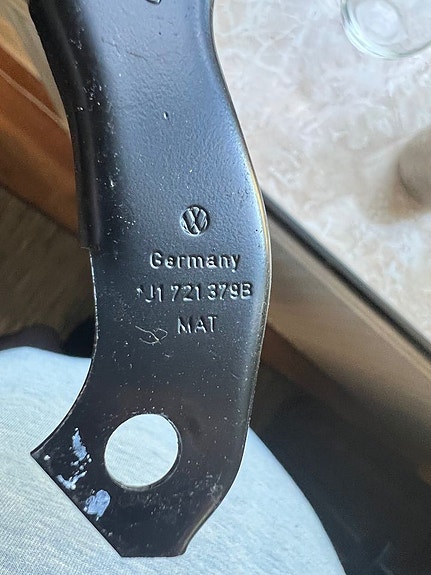 VW
Germany
1J1 721 379B
MAT